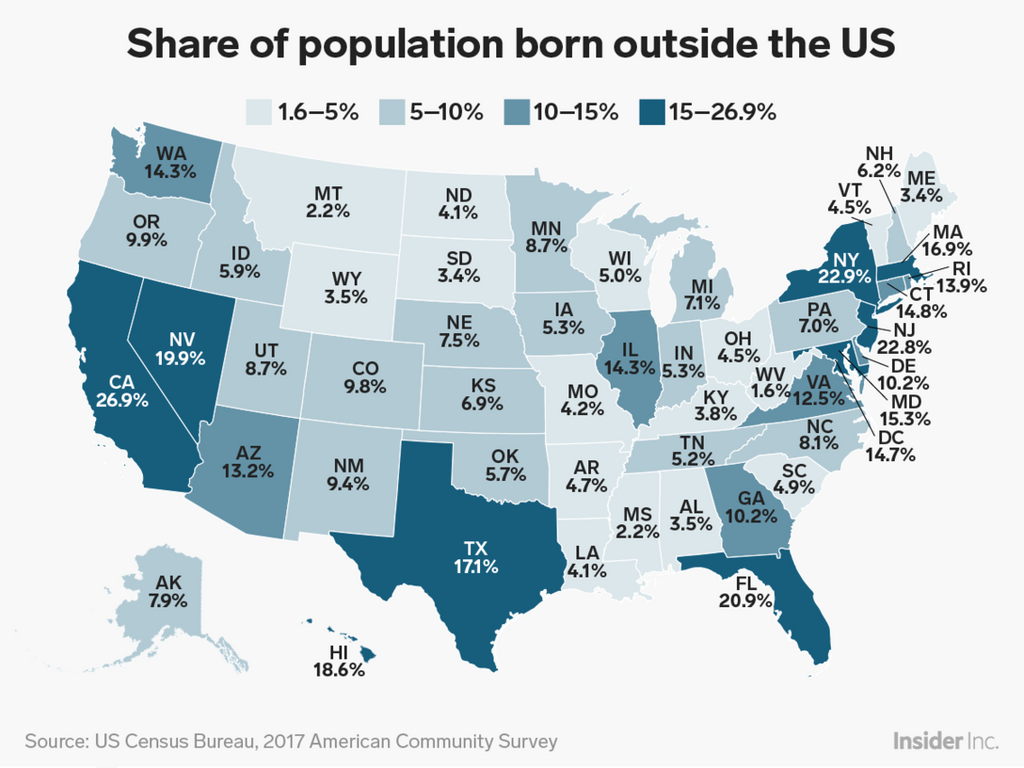 Share of population born outside the US
1.6–5% 5–10% 10–15% 15–26.9%
WA
14.3%
OR
9.9%
CA
26.9%
NV
19.9%
ID
5.9%
MT
2.2%
WY
3.5%
UT
8.7%
CO
9.8%
AZ
13.2%
NM
9.4%
ND
4.1%
SD
3.4%
NE
7.5%
KS
6.9%
OK
5.7%
TX
17.1%
MN
8.7%
IA
5.3%
MO
4.2%
AR
4.7%
LA
4.1%
WI
5.0%
IL
14.3%
MI
7.1%
IN
5.3%
OH
4.5%
KY
3.8%
TN
5.2%
MS
2.2%
AL
3.5%
GA
10.2%
FL
20.9%
SC
4.9%
NC
8.1%
VA
12.5%
WV
1.6%
PA
7.0%
NY
22.9%
VT
4.5%
NH
6.2%
ME
3.4%
MA
16.9%
RI
13.9%
CT
14.8%
NJ
22.8%
DE
10.2%
MD
15.3%
DC
14.7%
AK
7.9%
HI
18.6%
Source: US Census Bureau, 2017 American Community Survey
Insider Inc.